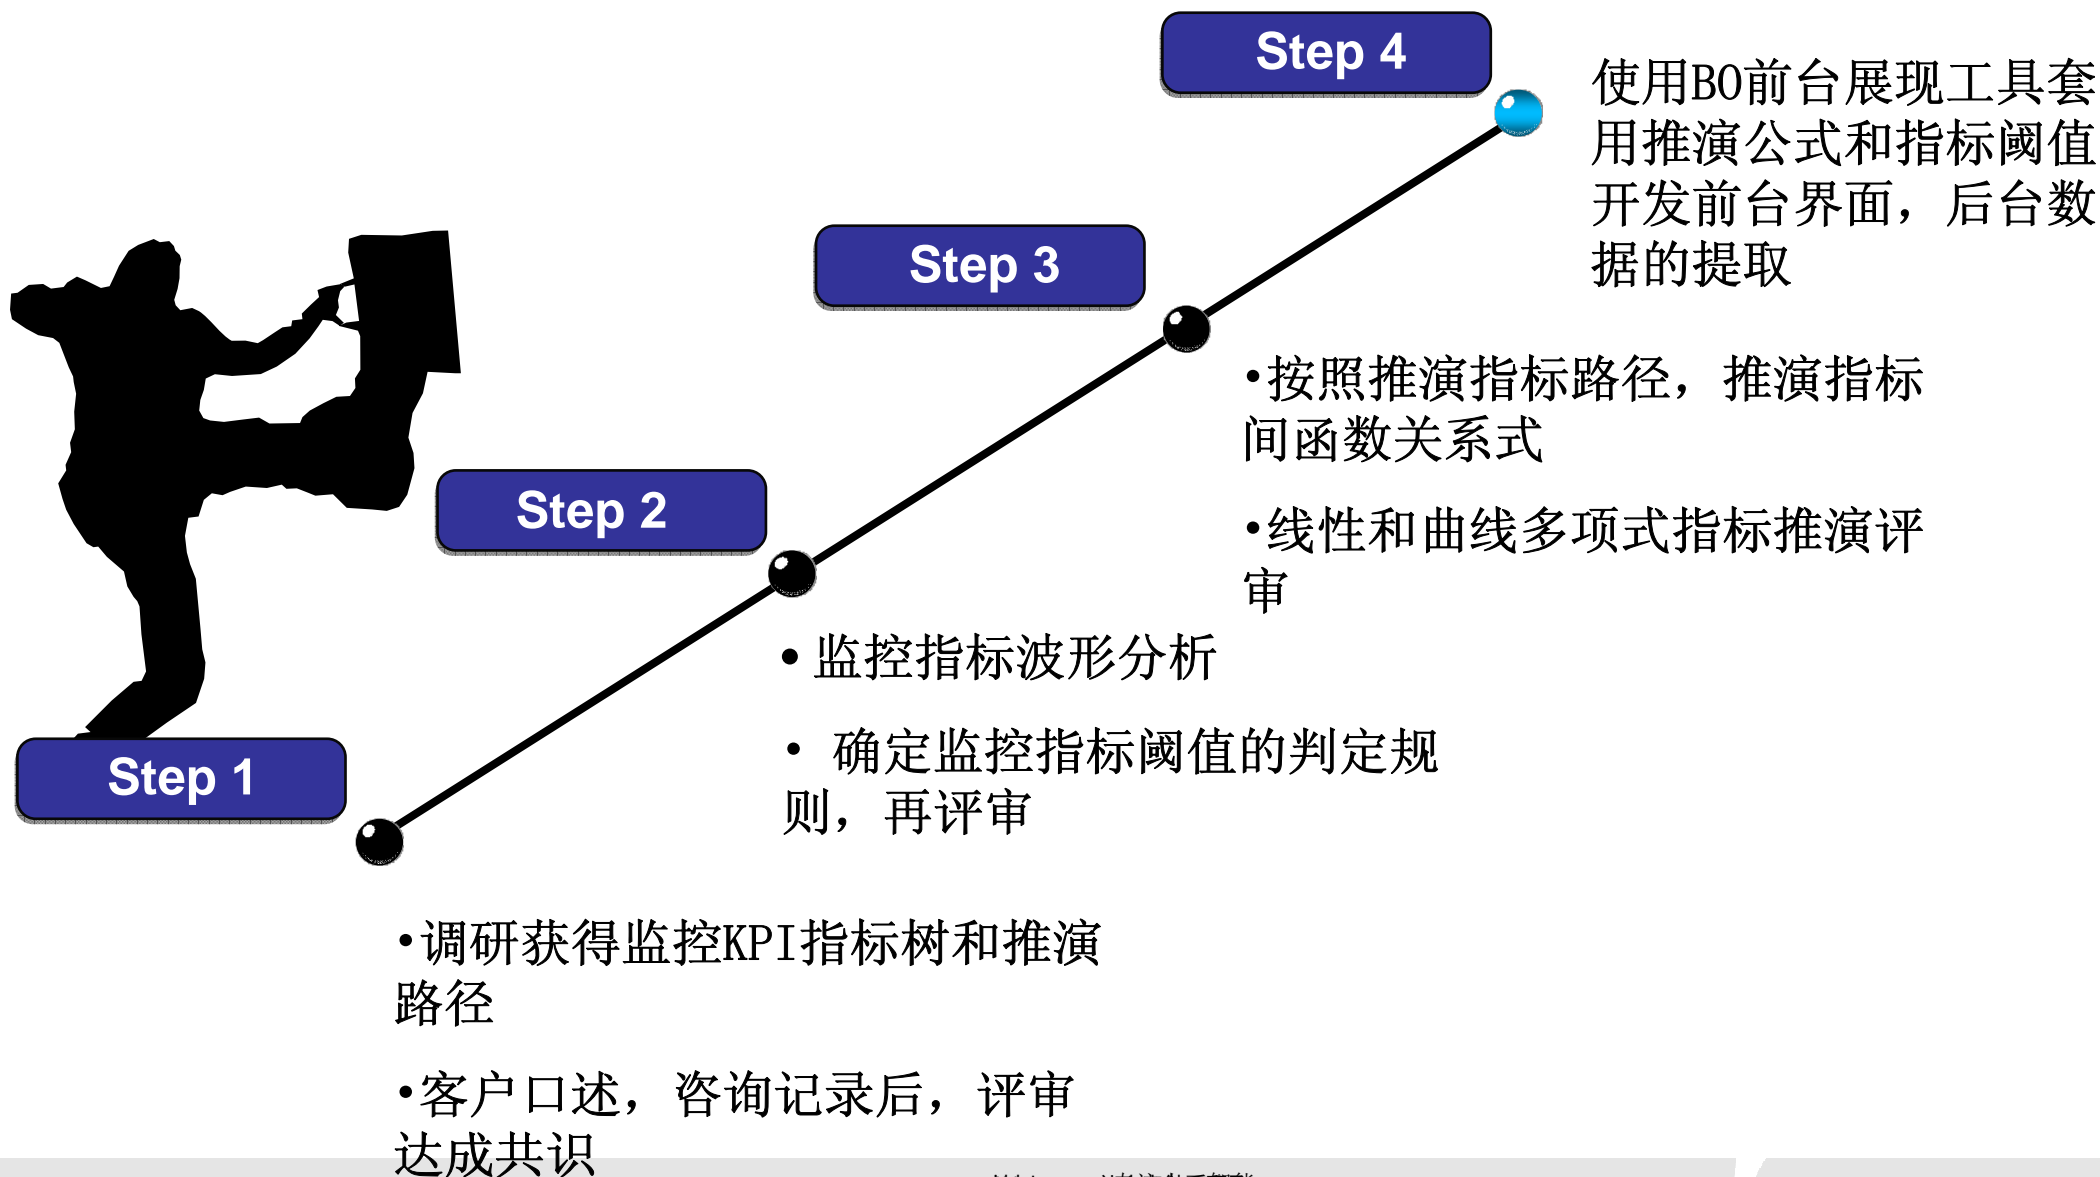 Step 4
使用BO前台展现工具套
用推演公式和指标阈值
开发前台界面，后台数
据的提取
Step 3
•按照推演指标路径，推演指标
间函数关系式
•线性和曲线多项式指标推演评
审
Step 2
• 监控指标波形分析
• 确定监控指标阈值的判定规
则，再评审
Step 1
•调研获得监控KPI指标树和推演
路径
•客户口述，咨询记录后，评审
达成共识